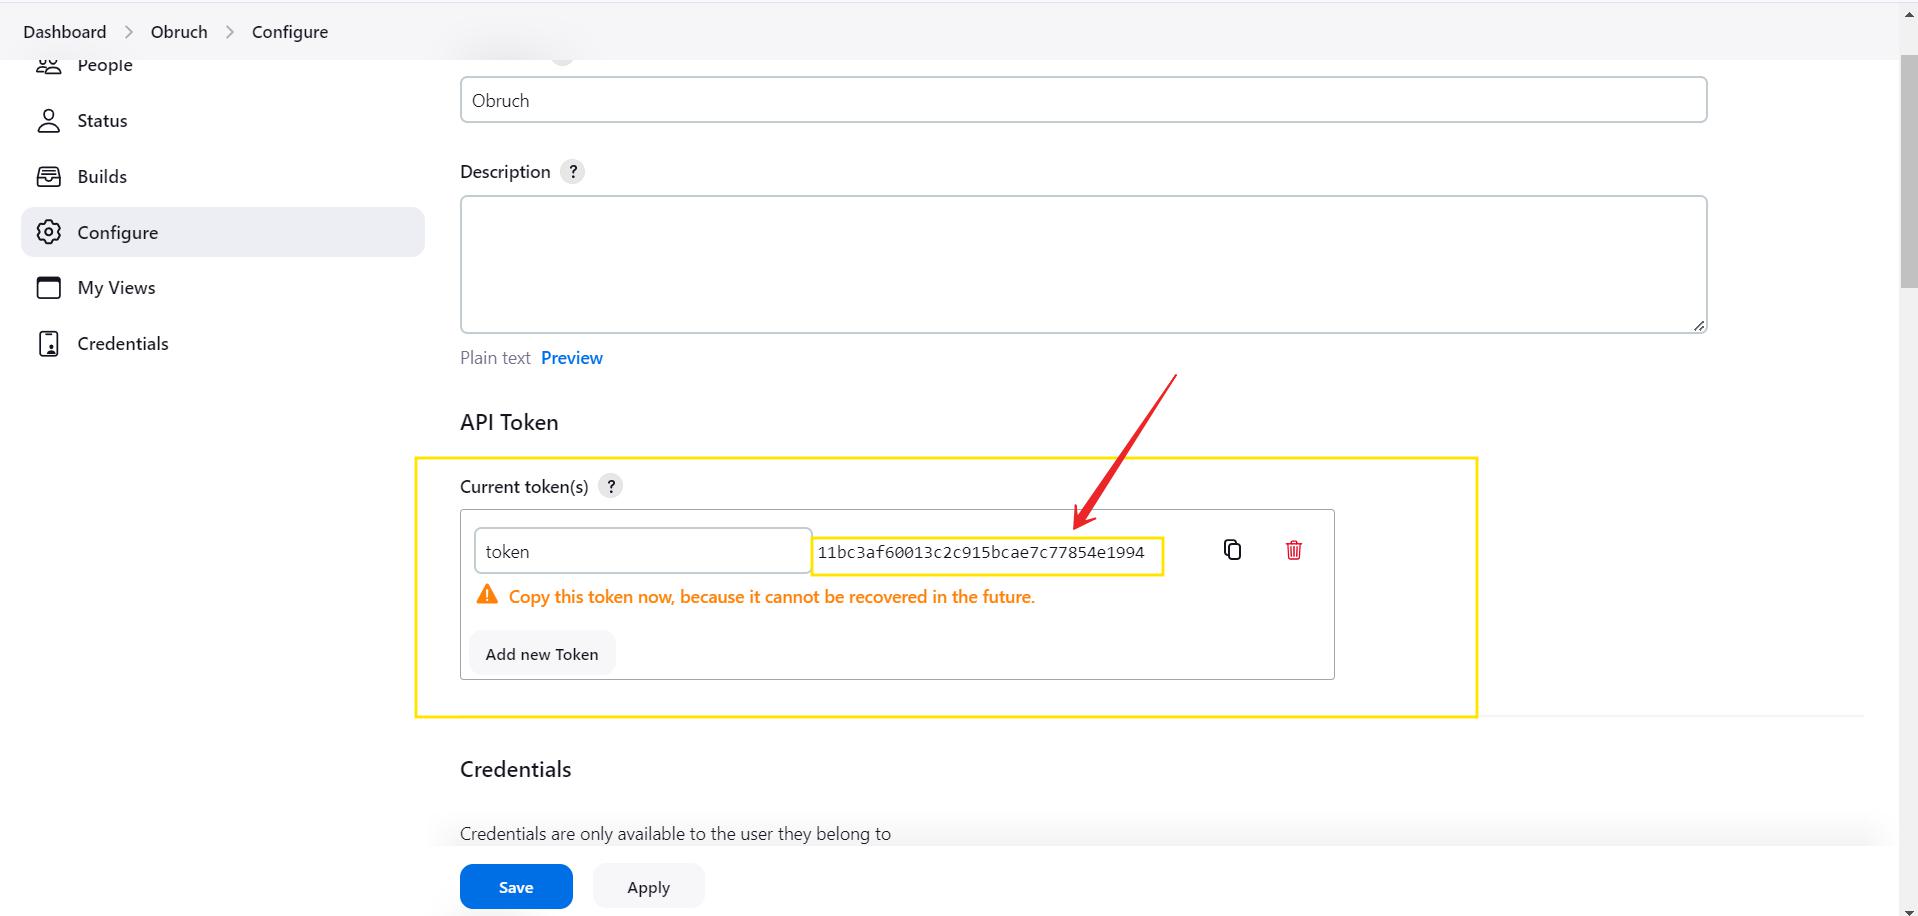 Dashboard > Obruch > Configure
People
Status
Builds
Configure
My Views
Credentials
Obruch
Description ?
Plain text Preview
API Token
Current token(s) ?
token 11bc3af60013c2c915bcae7c77854e1994
Copy this token now, because it cannot be recovered in the future.
Add new Token
Credentials
Credentials are only available to the user they belong to
Save Apply